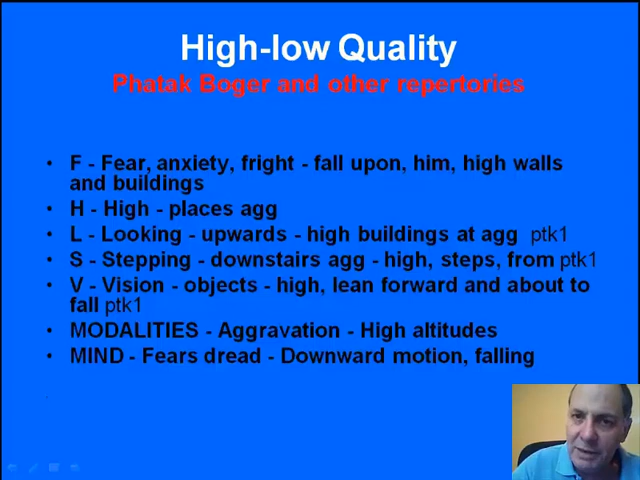 High-low Quality
Phatak Boger and other repertories
• F - Fear, anxiety, fright - fall upon, him, high walls
and buildings
• H - High - places agg
• L - Looking - upwards - high buildings at agg ptk1
• S - Stepping - downstairs agg - high, steps, from ptk1
• V - Vision - objects - high, lean forward and about to
fall ptk1
• MODALITIES - Aggravation - High altitudes
• MIND - Fears dread - Downward motion, falling